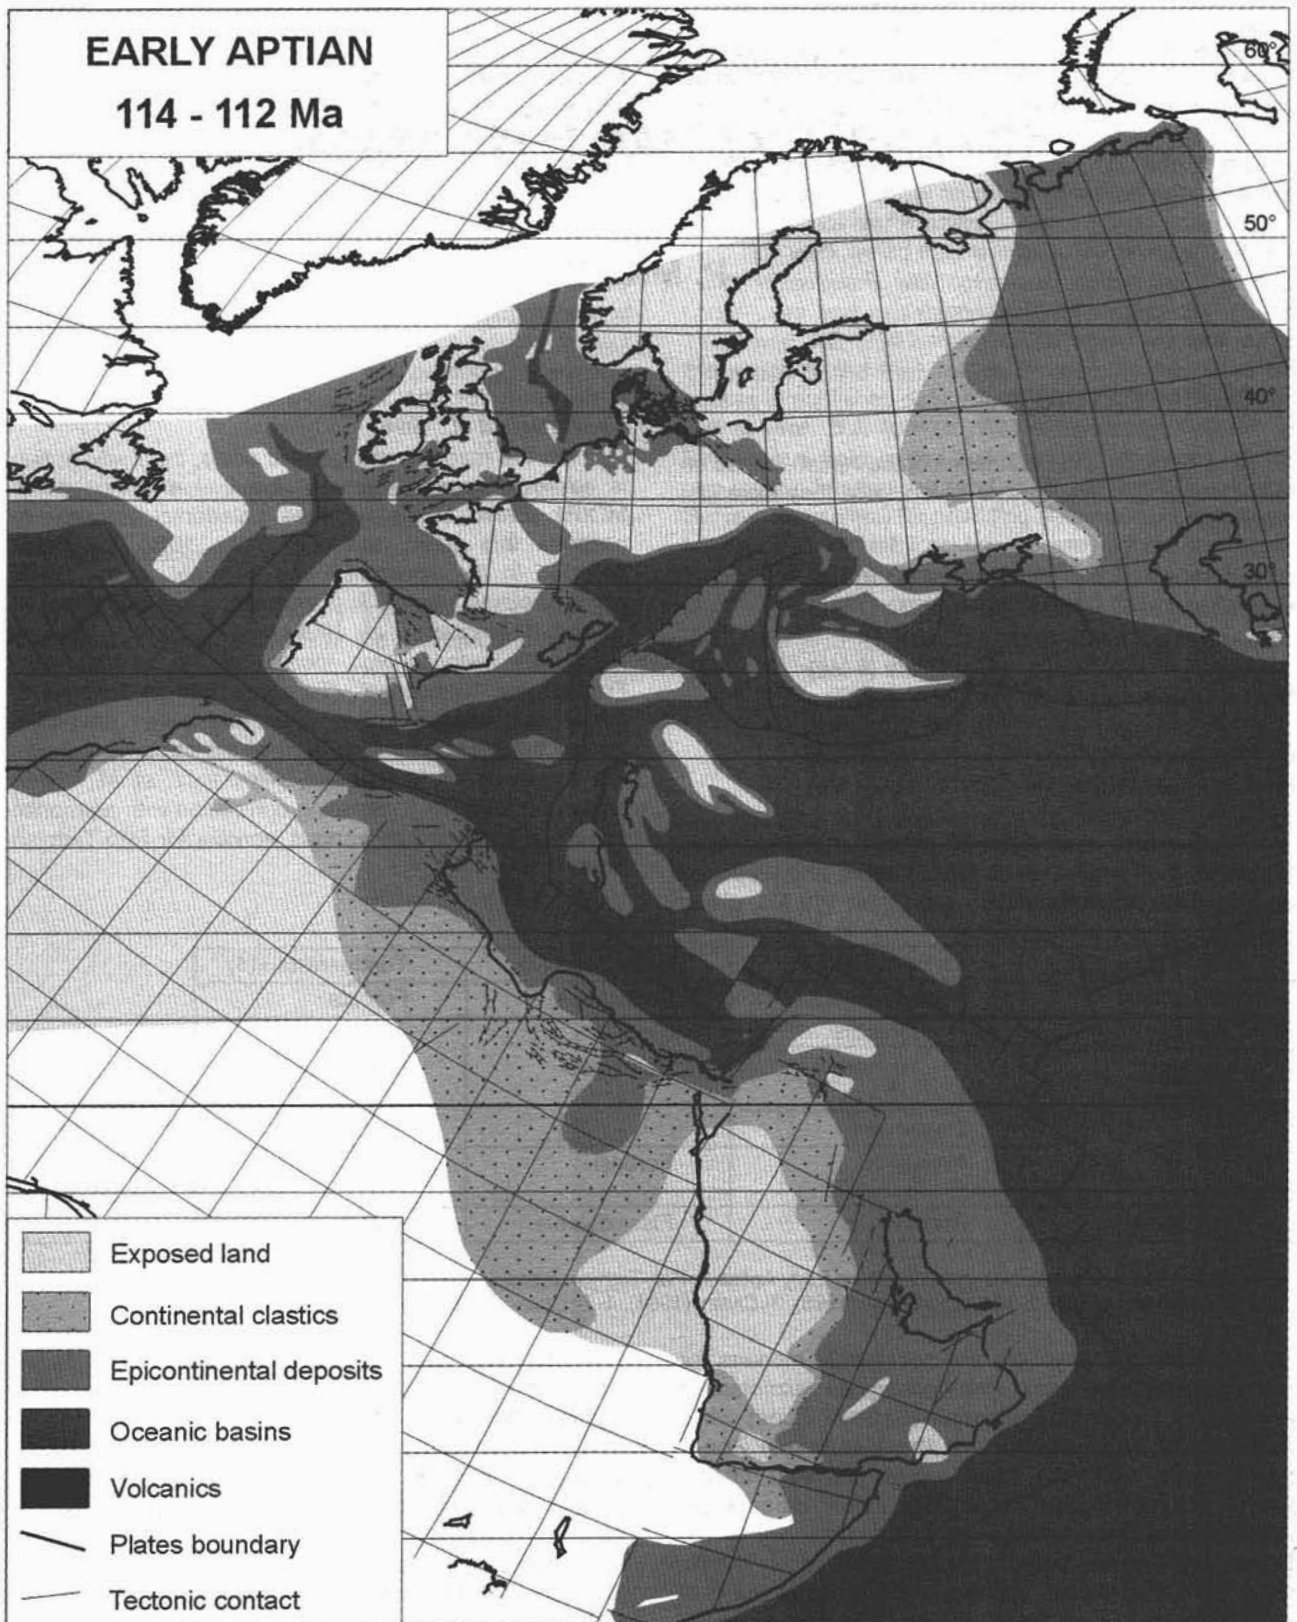 EARLY APTIAN
114 - 112 Ma
60°
50°
40°
30°
Exposed land
Continental clastics
Epicontinental deposits
Oceanic basins
Volcanics
Plates boundary
Tectonic contact